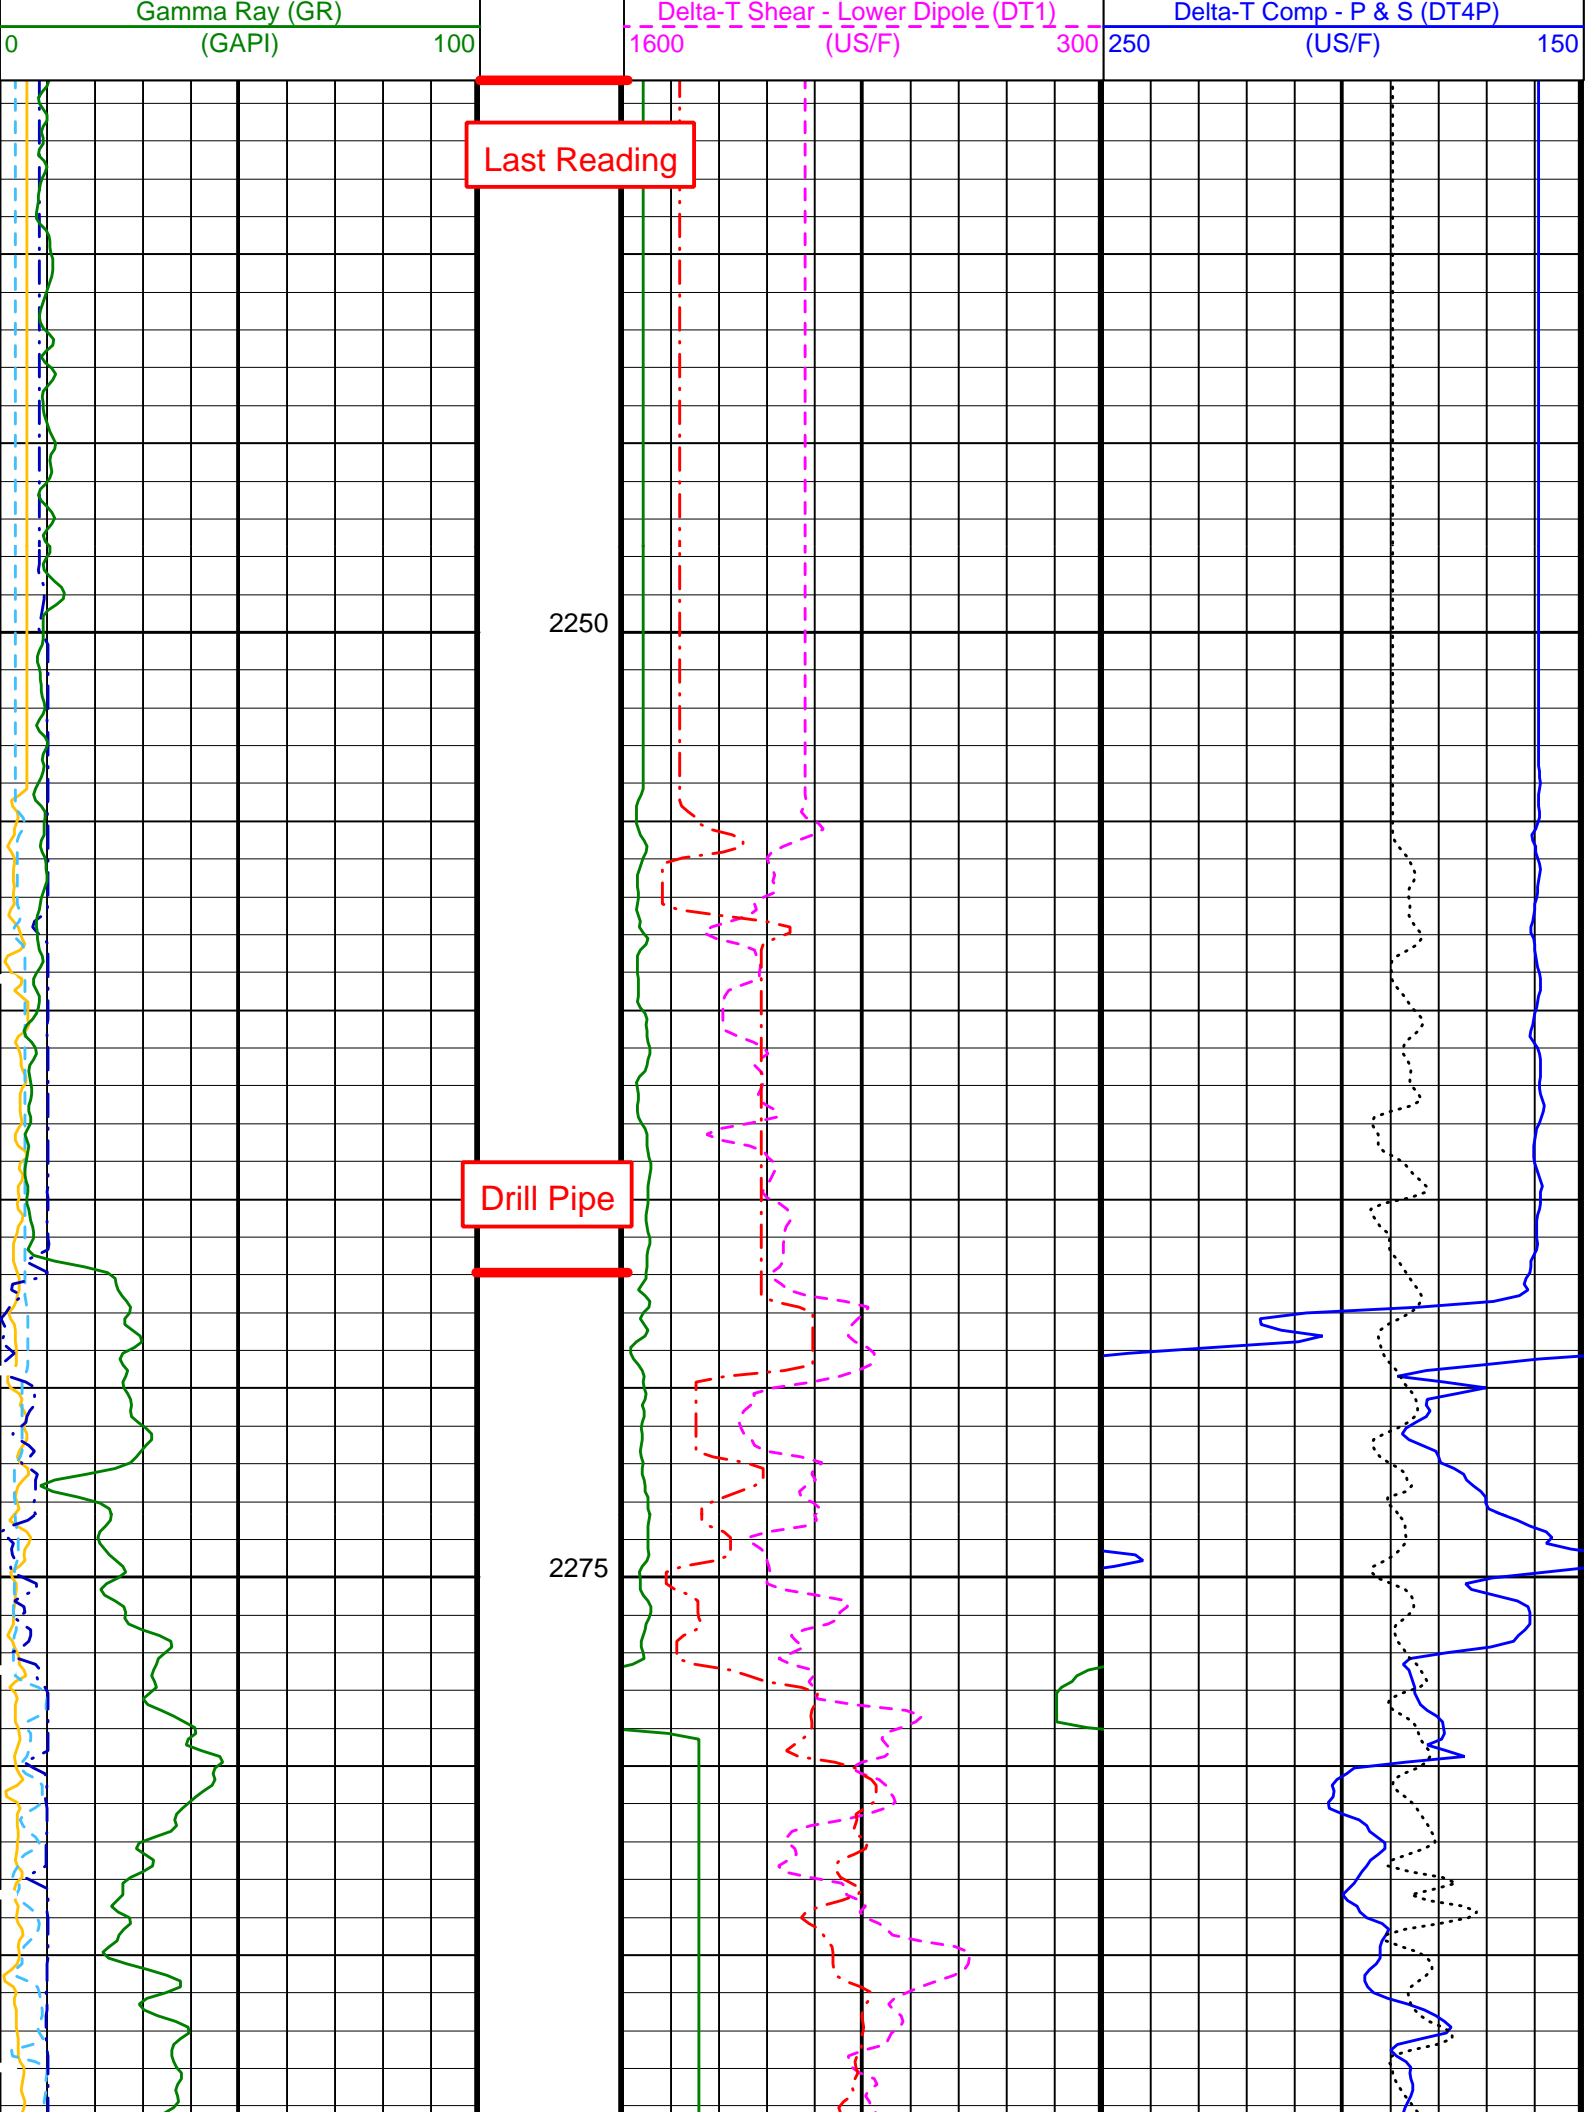 Gamma Ray (GR)
0 (GAPI) 100
Delta-T Shear - Lower Dipole (DT1)
1600 (US/F) 300
Delta-T Comp - P & S (DT4P)
250 (US/F) 150
Last Reading
2250
Drill Pipe
2275